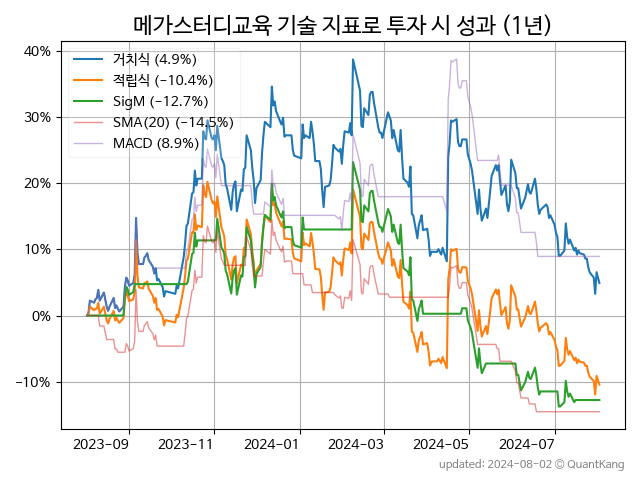 메가스터디교육 기술 지표로 투자 시 성과 (1년)
40%
30%
20%
10%
0%
−10%
거치식 (4.9%)
적립식 (−10.4%)
SigM (−12.7%)
SMA(20) (−14.5%)
MACD (8.9%)
2023−09 2023−11 2024−01 2024−03 2024−05 2024−07
updated: 2024-08-02 © QuantKang